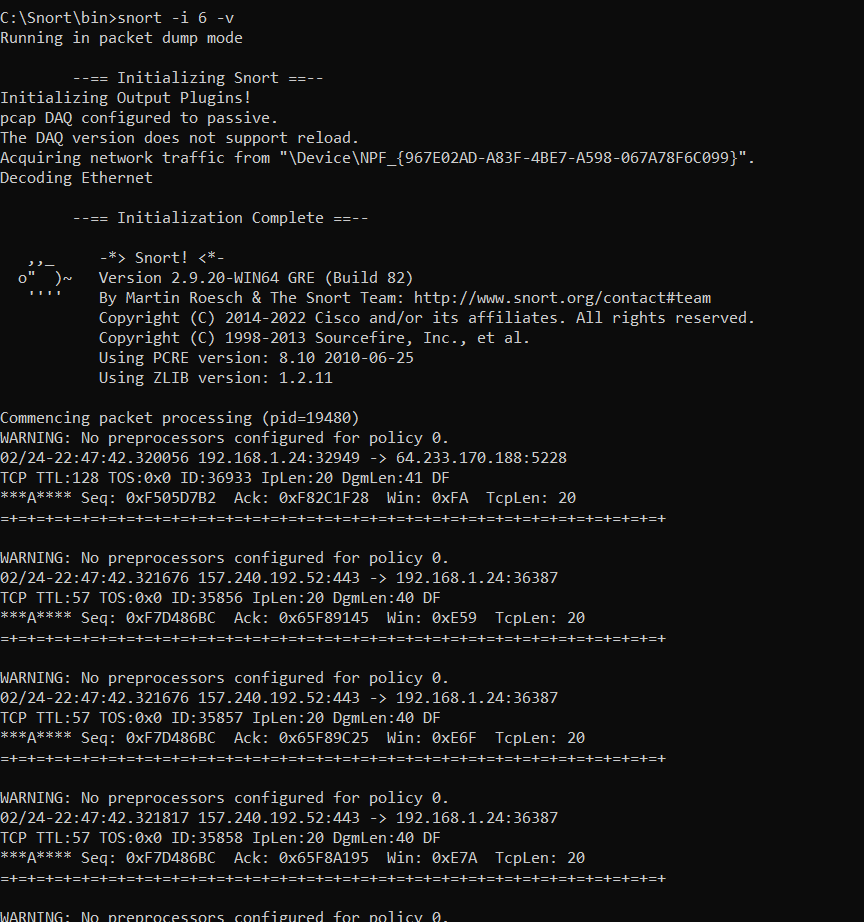 C:\Snort\bin>snort -i 6 -v
Running in packet dump mode
--== Initializing Snort ==--
Initializing Output Plugins!
pcap DAQ configured to passive.
The DAQ version does not support reload.
Acquiring network traffic from "\Device\NPF_{967E02AD-A83F-4BE7-A598-067A78F6C099}".
Decoding Ethernet
--== Initialization Complete ==--
,,_     -*> Snort! <*-
o"  )~   Version 2.9.20-WIN64 GRE (Build 82)
''''    By Martin Roesch & The Snort Team: http://www.snort.org/contact#team
Copyright (C) 2014-2022 Cisco and/or its affiliates. All rights reserved.
Copyright (C) 1998-2013 Sourcefire, Inc., et al.
Using PCRE version: 8.10 2010-06-25
Using ZLIB version: 1.2.11
Commencing packet processing (pid=19480)
WARNING: No preprocessors configured for policy 0.
02/24-22:47:42.320056 192.168.1.24:32949 -> 64.233.170.188:5228
TCP TTL:128 TOS:0x0 ID:36933 IpLen:20 DgmLen:41 DF
***A**** Seq: 0xF505D7B2  Ack: 0xF82C1F28  Win: 0xFA  TcpLen: 20
=+=+=+=+=+=+=+=+=+=+=+=+=+=+=+=+=+=+=+=+=+=+=+=+=+=+=+=+=+=+=+=+=+=+=+=+=+
WARNING: No preprocessors configured for policy 0.
02/24-22:47:42.321676 157.240.192.52:443 -> 192.168.1.24:36387
TCP TTL:57 TOS:0x0 ID:35856 IpLen:20 DgmLen:40 DF
***A**** Seq: 0xF7D486BC  Ack: 0x65F89145  Win: 0xE59  TcpLen: 20
=+=+=+=+=+=+=+=+=+=+=+=+=+=+=+=+=+=+=+=+=+=+=+=+=+=+=+=+=+=+=+=+=+=+=+=+=+
WARNING: No preprocessors configured for policy 0.
02/24-22:47:42.321676 157.240.192.52:443 -> 192.168.1.24:36387
TCP TTL:57 TOS:0x0 ID:35857 IpLen:20 DgmLen:40 DF
***A**** Seq: 0xF7D486BC  Ack: 0x65F89C25  Win: 0xE6F  TcpLen: 20
=+=+=+=+=+=+=+=+=+=+=+=+=+=+=+=+=+=+=+=+=+=+=+=+=+=+=+=+=+=+=+=+=+=+=+=+=+
WARNING: No preprocessors configured for policy 0.
02/24-22:47:42.321817 157.240.192.52:443 -> 192.168.1.24:36387
TCP TTL:57 TOS:0x0 ID:35858 IpLen:20 DgmLen:40 DF
***A**** Seq: 0xF7D486BC  Ack: 0x65F8A195  Win: 0xE7A  TcpLen: 20
=+=+=+=+=+=+=+=+=+=+=+=+=+=+=+=+=+=+=+=+=+=+=+=+=+=+=+=+=+=+=+=+=+=+=+=+=+
WARNING: No preprocessors configured for policy 0.